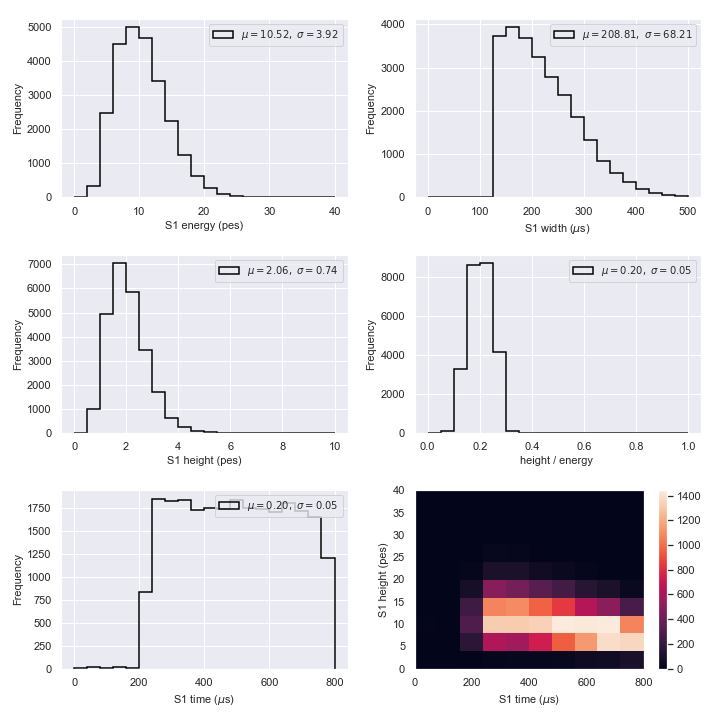 μ = 10.52, σ = 3.92
5000
4000
3000
2000
1000
0
Frequency
0 10 20 30 40
S1 energy (pes)
μ = 208.81, σ = 68.21
4000
3000
2000
1000
0
Frequency
0 100 200 300 400 500
S1 width (μs)
μ = 2.06, σ = 0.74
7000
6000
5000
4000
3000
2000
1000
0
Frequency
0 2 4 6 8 10
S1 height (pes)
μ = 0.20, σ = 0.05
8000
6000
4000
2000
0
Frequency
0.0 0.2 0.4 0.6 0.8 1.0
height / energy
μ = 0.20, σ = 0.05
1750
1500
1250
1000
750
500
250
0
Frequency
0 200 400 600 800
S1 time (μs)
40
35
30
25
20
15
10
5
0
S1 height (pes)
0 200 400 600 800
S1 time (μs)
1400
1200
1000
800
600
400
200
0